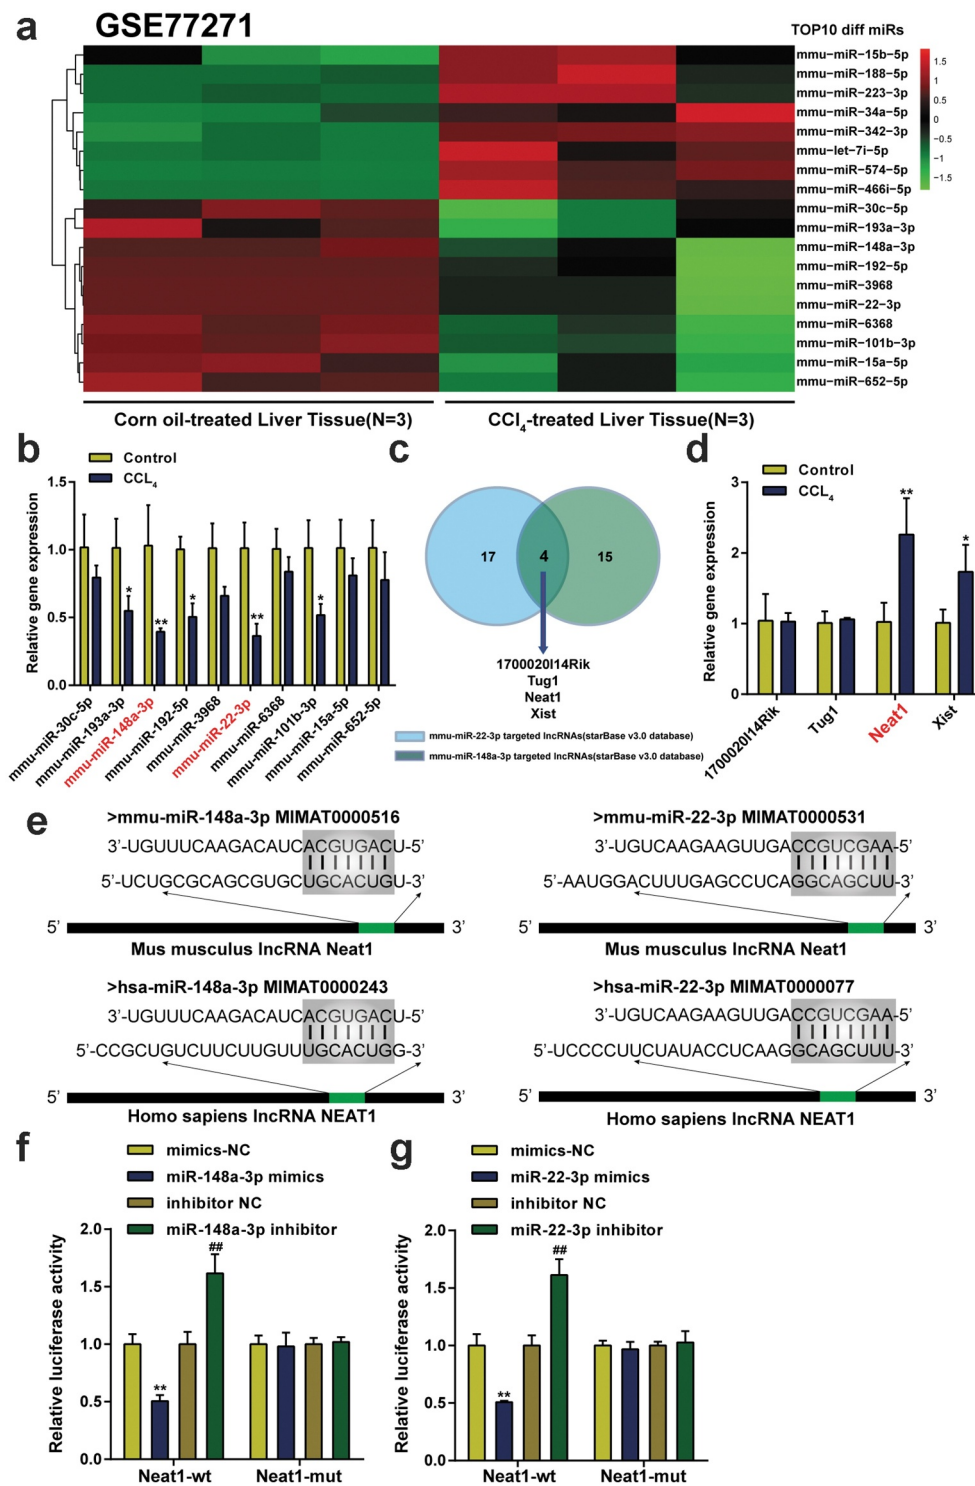 a
GSE77271
TOP10 diff miRs
mmu-miR-15b-5p
mmu-miR-188-5p
mmu-miR-223-3p
mmu-miR-34a-5p
mmu-miR-342-3p
mmu-let-7i-5p
mmu-miR-574-5p
mmu-miR-466i-5p
mmu-miR-30c-5p
mmu-miR-193a-3p
mmu-miR-148a-3p
mmu-miR-192-5p
mmu-miR-3968
mmu-miR-22-3p
mmu-miR-6368
mmu-miR-101b-3p
mmu-miR-15a-5p
mmu-miR-652-5p
1.5
1
0.5
0
-0.5
-1
-1.5
Corn oil-treated Liver Tissue(N=3)
CCl4-treated Liver Tissue(N=3)
b
Control
CCL4
Relative gene expression
1.5
1.0
0.5
0.0
* ** * ** *
mmu-miR-30c-5p
mmu-miR-193a-3p
mmu-miR-148a-3p
mmu-miR-192-5p
mmu-miR-3968
mmu-miR-22-3p
mmu-miR-6368
mmu-miR-101b-3p
mmu-miR-15a-5p
mmu-miR-652-5p
c
17
4
15
1700020I14Rik
Tug1
Neat1
Xist
mmu-miR-22-3p targeted lncRNAs(starBase v3.0 database)
mmu-miR-148a-3p targeted lncRNAs(starBase v3.0 database)
d
Control
CCL4
Relative gene expression
3
2
1
0
** *
1700020I14Rik
Tug1
Neat1
Xist
e
>mmu-miR-148a-3p MIMAT0000516
3'-UGUUUCAAGACAUCACGUGACU-5'
5'-UCUGCGCAGCGUGCUGCACUGU-3'
5' 3'
Mus musculus lncRNA Neat1
>mmu-miR-22-3p MIMAT0000531
3'-UGUCAAGAAGUUGACCGUCGAA-5'
5'-AAUGGACUUUGAGCCUCAGGCAGCUU-3'
5' 3'
Mus musculus lncRNA Neat1
>hsa-miR-148a-3p MIMAT0000243
3'-UGUUUCAAGACAUCACGUGACU-5'
5'-CCGCUGUCUUCUUGUUUGCACUGG-3'
5' 3'
Homo sapiens lncRNA NEAT1
>hsa-miR-22-3p MIMAT0000077
3'-UGUCAAGAAGUUGACCGUCGAA-5'
5'-UCCCCUUCUAUACCUCAAGGCAGCUUU-3'
5' 3'
Homo sapiens lncRNA NEAT1
f
mimics-NC
miR-148a-3p mimics
inhibitor NC
miR-148a-3p inhibitor
Relative luciferase activity
2.0
1.5
1.0
0.5
0.0
** ##
Neat1-wt Neat1-mut
g
mimics-NC
miR-22-3p mimics
inhibitor NC
miR-22-3p inhibitor
Relative luciferase activity
2.0
1.5
1.0
0.5
0.0
** ##
Neat1-wt Neat1-mut